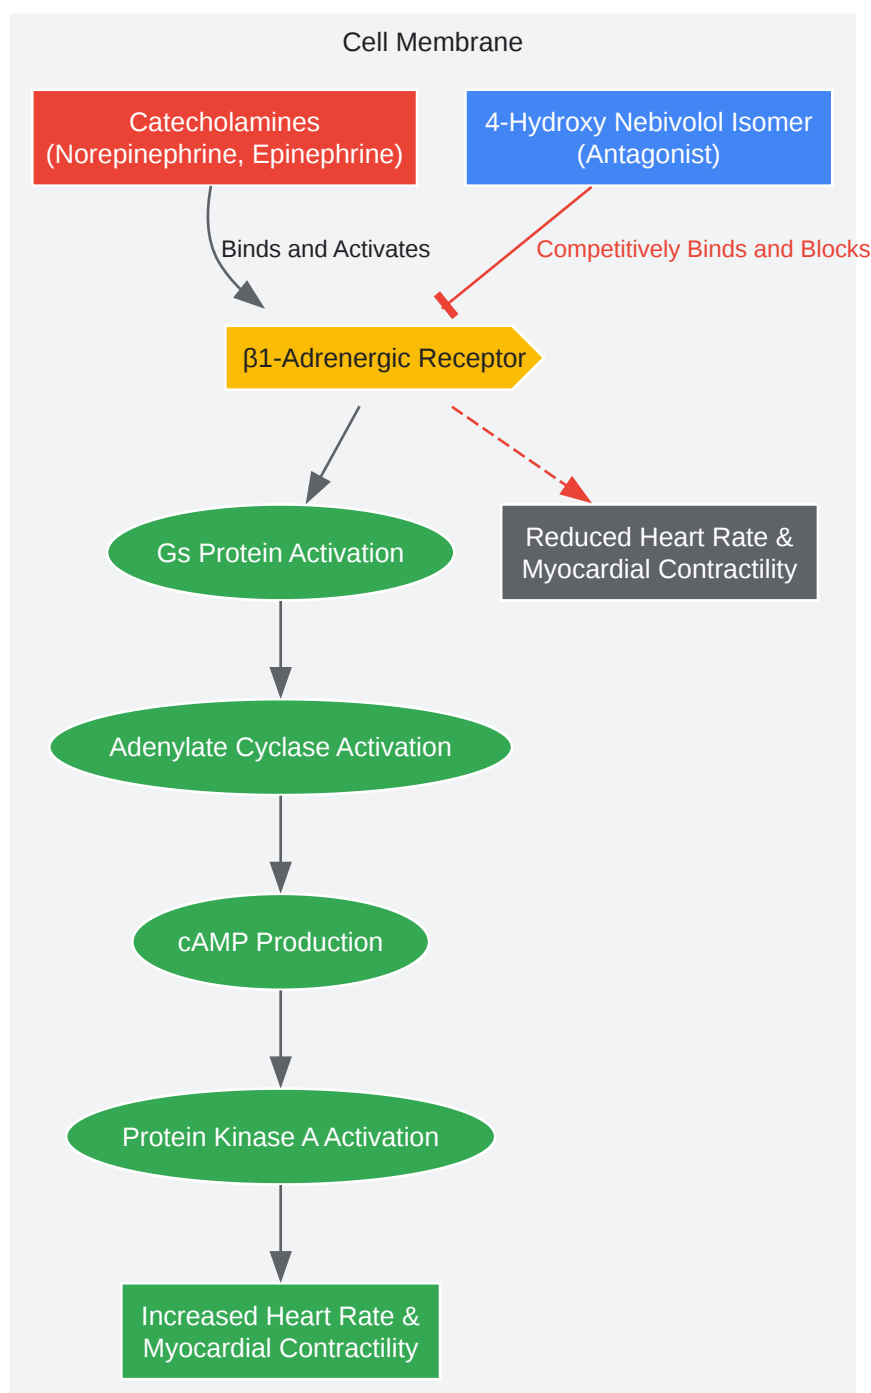 Cell Membrane
Catecholamines
(Norepinephrine, Epinephrine)
4-Hydroxy Nebivolol Isomer
(Antagonist)
Binds and Activates
Competitively Binds and Blocks
β1-Adrenergic Receptor
Gs Protein Activation
Reduced Heart Rate &
Myocardial Contractility
Adenylate Cyclase Activation
cAMP Production
Protein Kinase A Activation
Increased Heart Rate &
Myocardial Contractility